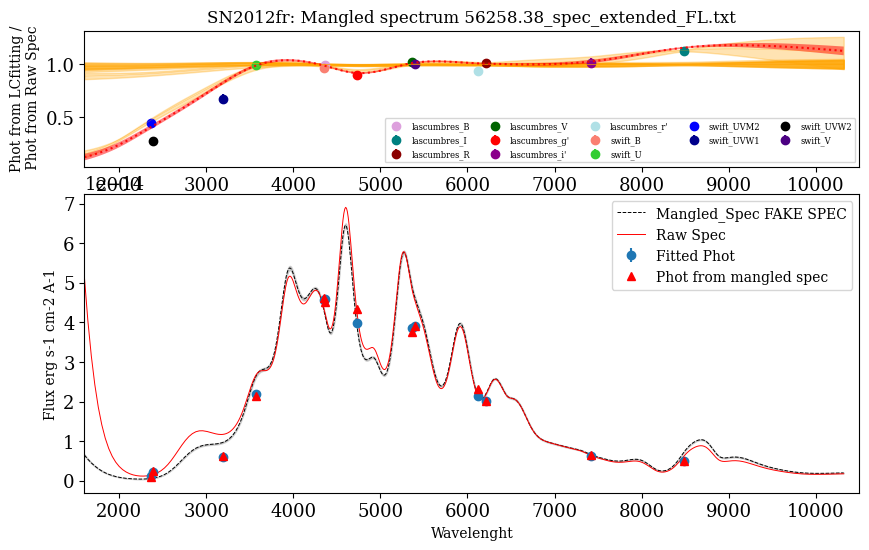 SN2012fr: Mangled spectrum 56258.38_spec_extended_FL.txt
Phot from LCfitting /
Phot from Raw Spec
1.0
0.5
lascumbres_B lascumbres_V lascumbres_r' swift_UVM2 swift_UVW2
lascumbres_I lascumbres_g' swift_B swift_UVW1 swift_V
lascumbres_R lascumbres_i' swift_U
2000 3000 4000 5000 6000 7000 8000 9000 10000
1e−14
Flux erg s-1 cm-2 A-1
7
6
5
4
3
2
1
0
Mangled_Spec FAKE SPEC
Raw Spec
Fitted Phot
Phot from mangled spec
2000 3000 4000 5000 6000 7000 8000 9000 10000
Wavelenght